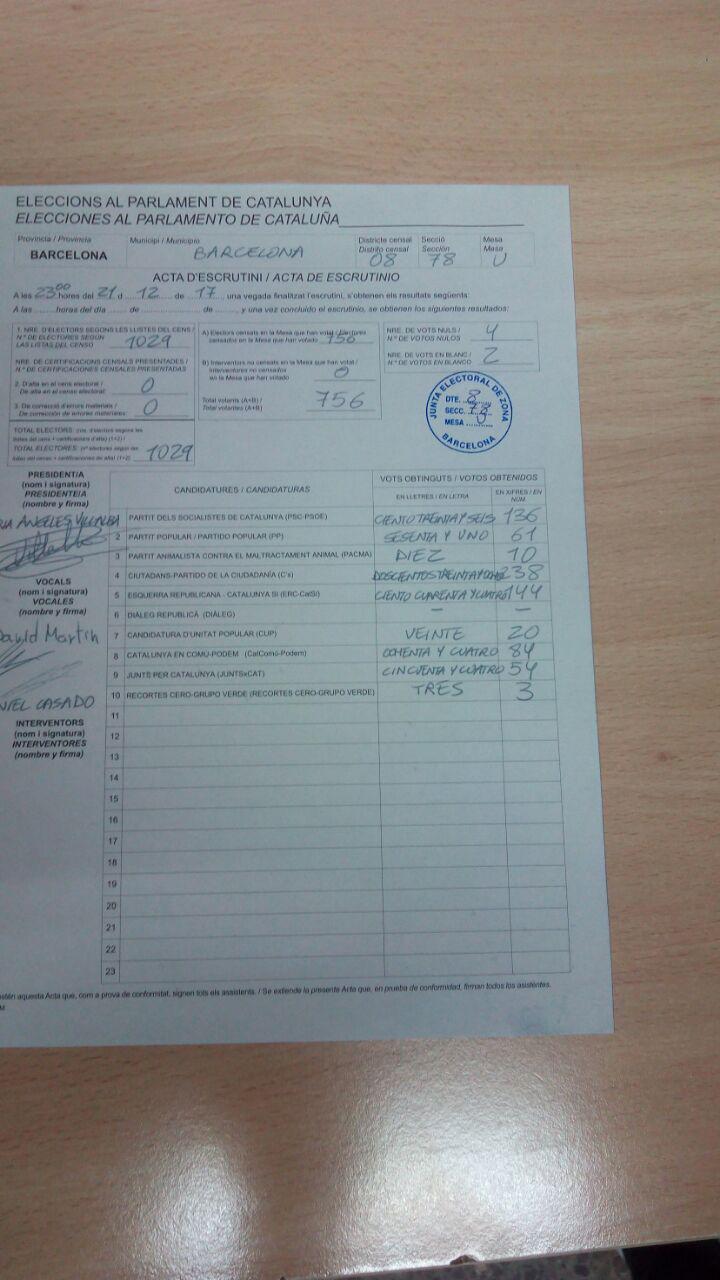 ELECCIONS AL PARLAMENT DE CATALUNYA
ELECCIONES AL PARLAMENTO DE CATALUÑA
Província / Provincia Municipi / Municipio Districte censal Secció Mesa
Distrito censal Sección Mesa
BARCELONA BARCELONA 08 78 U
ACTA D'ESCRUTINI / ACTA DE ESCRUTINIO
A les 23:00 hores del 21 d 12 de 17, una vegada finalitzat l'escrutini, s'obtenen els resultats següents:
A las ........ horas del día ........ de ........ de ........, y una vez concluido el escrutinio, se obtienen los siguientes resultados:
1. NRE. D'ELECTORS SEGONS LES LLISTES DEL CENS /
N.º DE ELECTORES SEGÚN
LAS LISTAS DEL CENSO 1029
NRE. DE CERTIFICACIONS CENSALS PRESENTADES /
N.º DE CERTIFICACIONES CENSALES PRESENTADAS
2. D'alta en el cens electoral /
De alta en el censo electoral: 0
3. De correcció d'errors materials /
De corrección de errores materiales: 0
TOTAL ELECTORS: (nre. d'electors segons les
llistes del cens + certificacions d'alta) (1+2) /
TOTAL ELECTORES: (nº electores según las
listas del censo + certificaciones de alta) (1+2) 1029
A) Electors censats en la Mesa que han votat / Electores
censados en la Mesa que han votado 756
B) Interventors no censats en la Mesa que han votat /
Interventores no censados
en la Mesa que han votado 0
Total votants (A+B) /
Total votantes (A+B) 756
NRE. DE VOTS NULS /
N.º DE VOTOS NULOS 4
NRE. DE VOTS EN BLANC /
N.º DE VOTOS EN BLANCO 2
JUNTA ELECTORAL DE ZONA
DTE. 8
SECC. 78
MESA
BARCELONA
PRESIDENT/A
(nom i signatura)
PRESIDENTE/A
(nombre y firma)
ANGELES VILLALBA
VOCALS
(nom i signatura)
VOCALES
(nombre y firma)
David Martin
CASADO
INTERVENTORS
(nom i signatura)
INTERVENTORES
(nombre y firma)
CANDIDATURES / CANDIDATURAS VOTS OBTINGUTS / VOTOS OBTENIDOS
EN LLETRES / EN LETRA EN XIFRES / EN NÚM.
PARTIT DELS SOCIALISTES DE CATALUNYA (PSC-PSOE) CIENTO TREINTA Y SEIS 136
2 PARTIT POPULAR / PARTIDO POPULAR (PP) SESENTA Y UNO 61
3 PARTIT ANIMALISTA CONTRA EL MALTRACTAMENT ANIMAL (PACMA) DIEZ 10
4 CIUTADANS-PARTIDO DE LA CIUDADANÍA (C's) DOSCIENTOS TREINTA Y OCHO 238
5 ESQUERRA REPUBLICANA - CATALUNYA SÍ (ERC-CatSí) CIENTO CUARENTA Y CUATRO 144
6 DIÀLEG REPUBLICÀ (DIÀLEG) – –
7 CANDIDATURA D'UNITAT POPULAR (CUP) VEINTE 20
8 CATALUNYA EN COMÚ-PODEM (CatComú-Podem) OCHENTA Y CUATRO 84
9 JUNTS PER CATALUNYA (JUNTSxCAT) CINCUENTA Y CUATRO 54
10 RECORTES CERO-GRUPO VERDE (RECORTES CERO-GRUPO VERDE) TRES 3
11
12
13
14
15
16
17
18
19
20
21
22
23
aquesta Acta que, com a prova de conformitat, signen tots els assistents. / Se extiende la presente Acta que, en prueba de conformidad, firman todos los asistentes.